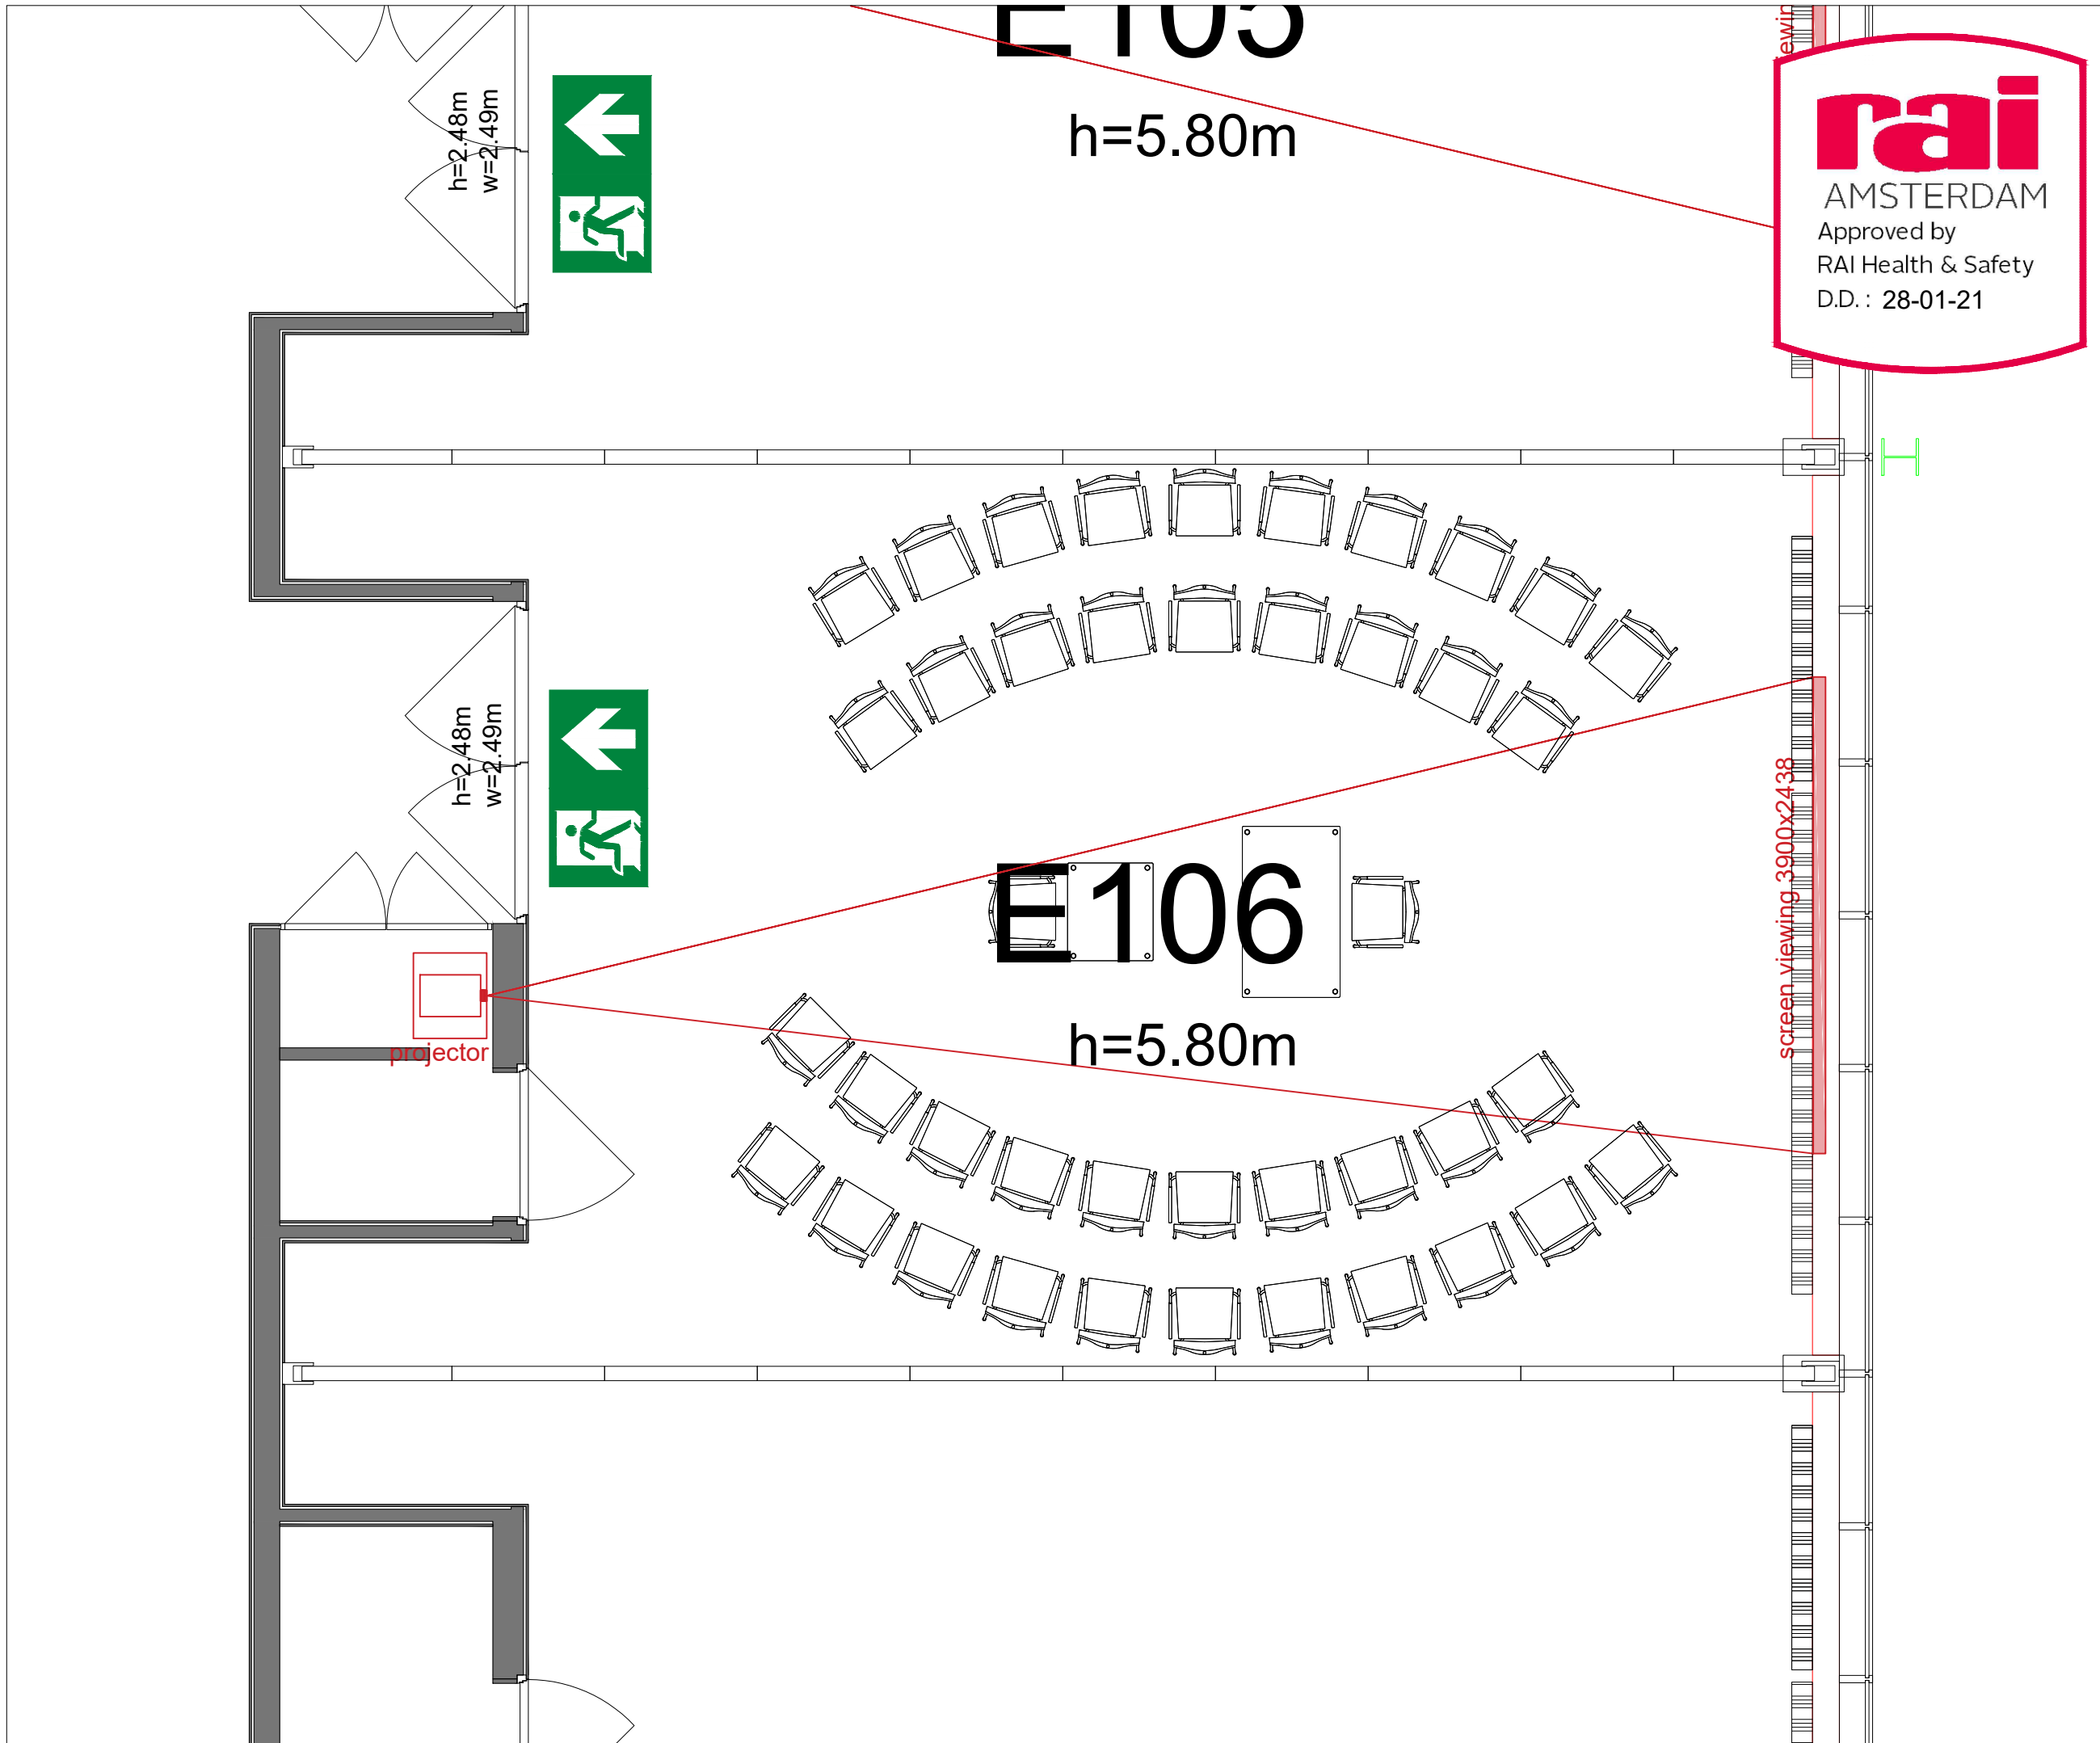 E105
h=5.80m
h=2.48m
w=2.49m
rai
AMSTERDAM
Approved by
RAI Health & Safety
D.D. : 28-01-21
h=2.48m
w=2.49m
E106
h=5.80m
projector
screen viewing 3900x2438